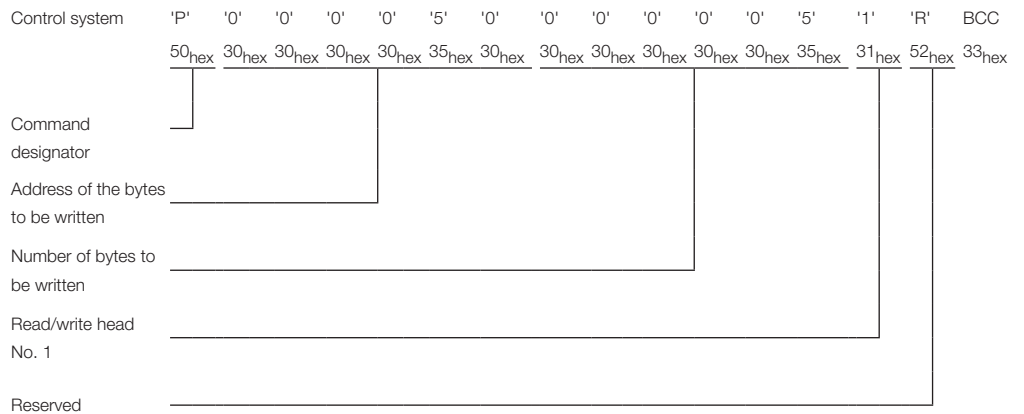 Control system 'P' '0' '0' '0' '0' '5' '0' '0' '0' '0' '0' '0' '5' '1' 'R' BCC
50hex 30hex 30hex 30hex 30hex 35hex 30hex 30hex 30hex 30hex 30hex 30hex 35hex 31hex 52hex 33hex
Command
designator
Address of the bytes
to be written
Number of bytes to
be written
Read/write head
No. 1
Reserved